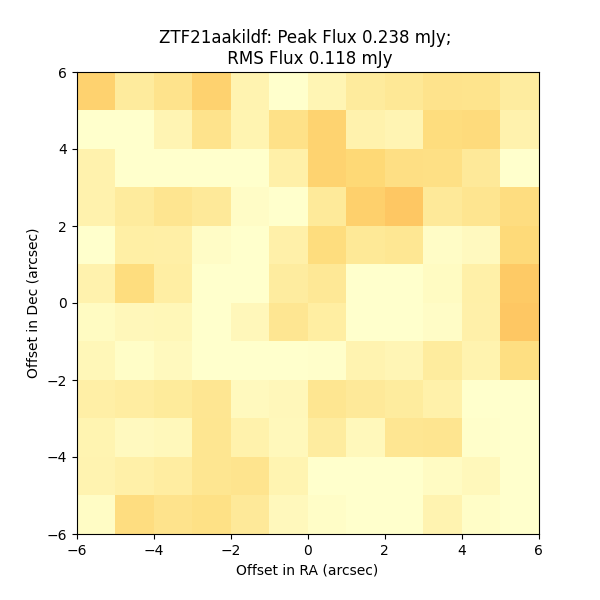 ZTF21aakildf: Peak Flux 0.238 mJy;
RMS Flux 0.118 mJy
6
4
2
0
−2
−4
−6
Offset in Dec (arcsec)
−6 −4 −2 0 2 4 6
Offset in RA (arcsec)